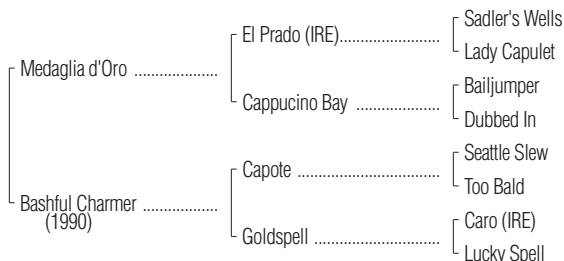 Sadler's Wells
El Prado (IRE)....................
Lady Capulet
Medaglia d'Oro ..................
Bailjumper
Cappucino Bay ..................
Dubbed In
Seattle Slew
Capote ...............................
Too Bald
Bashful Charmer ................
(1990)
Caro (IRE)
Goldspell ...........................
Lucky Spell